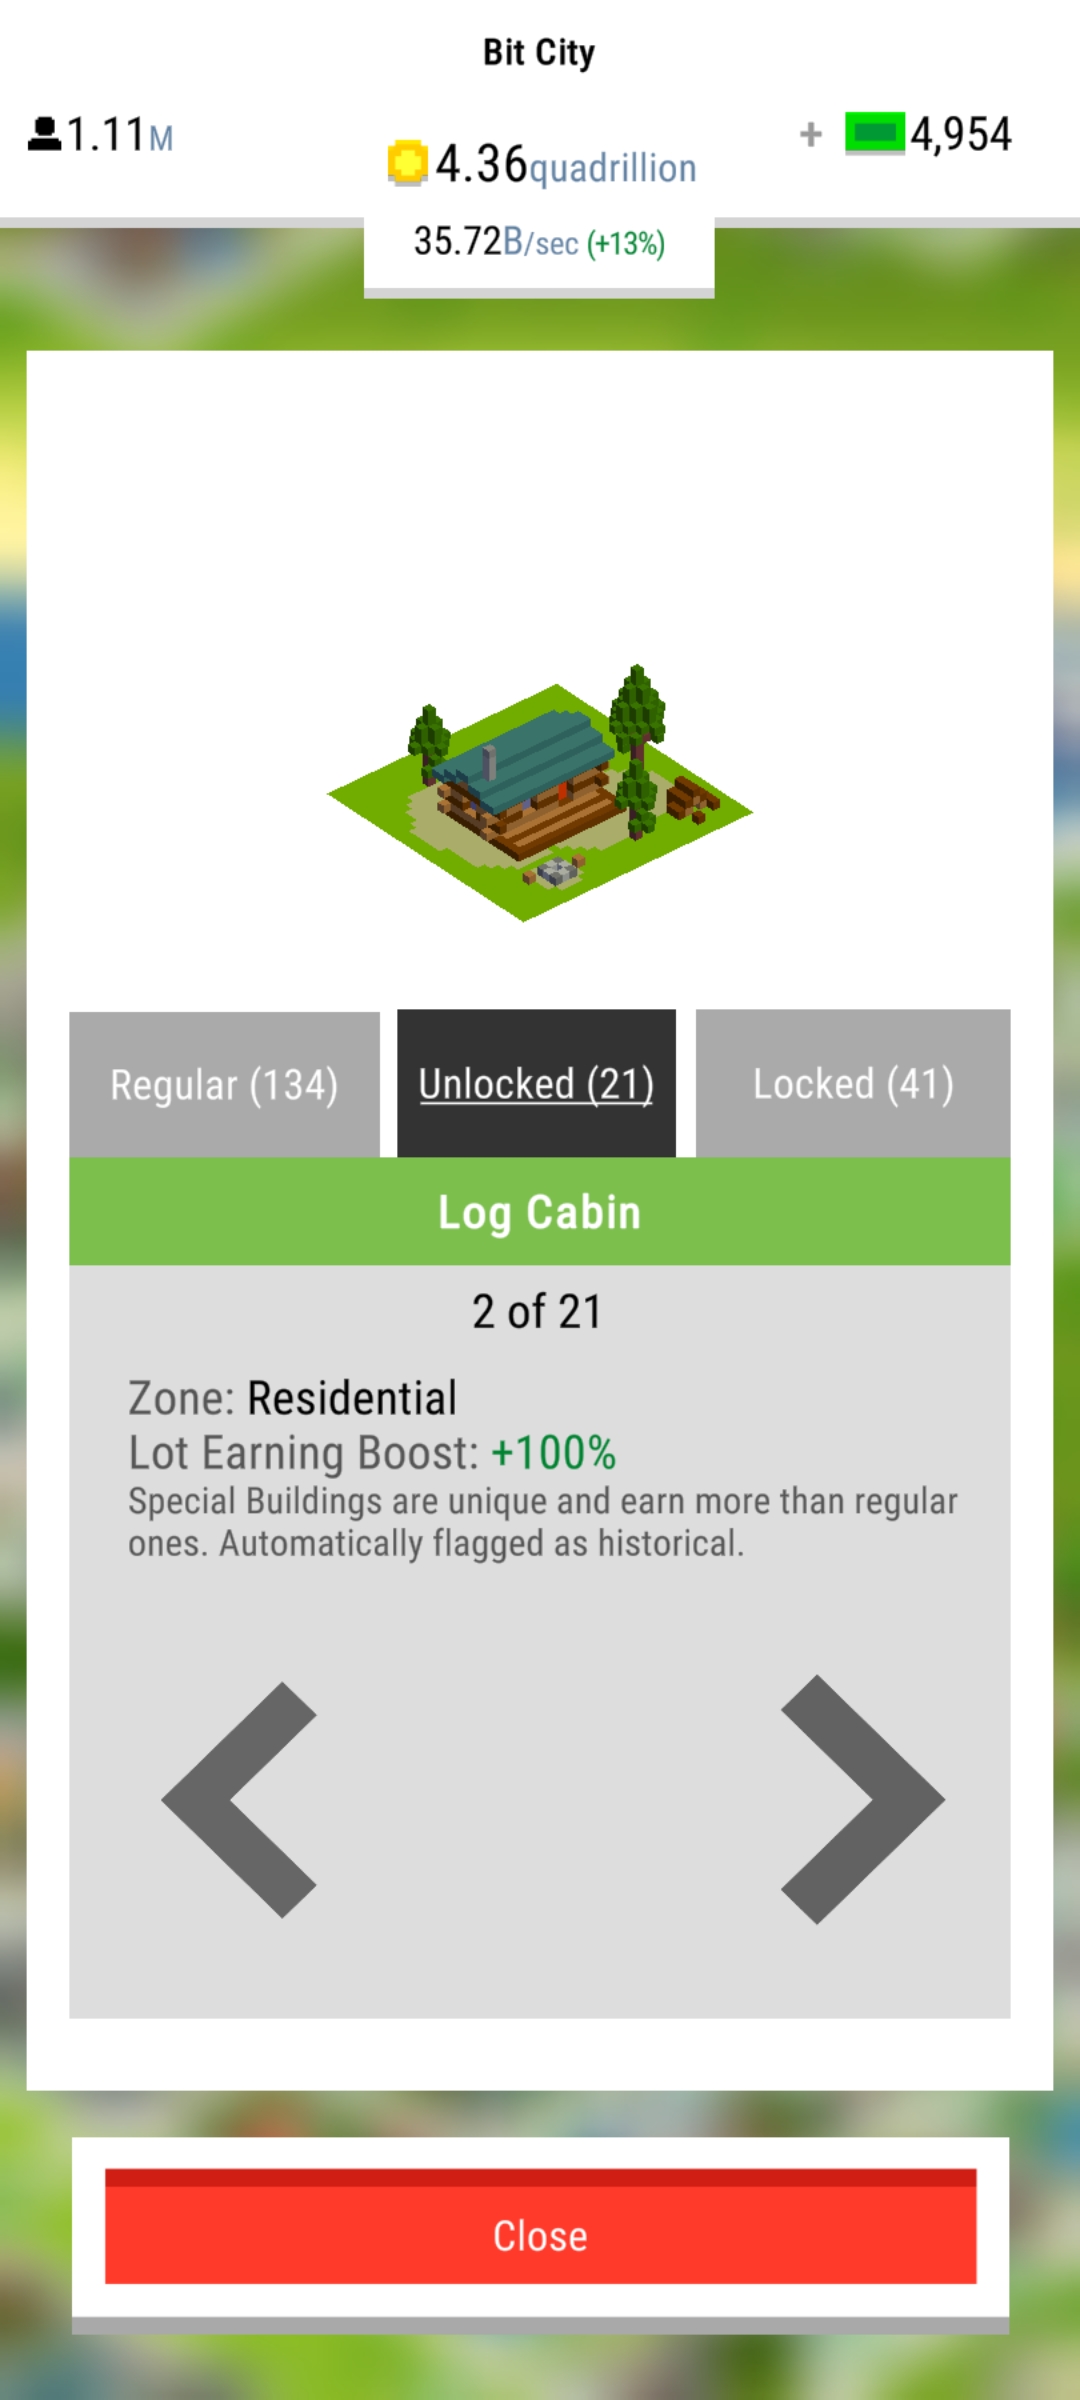 Bit City
1.11M
+ 4,954
4.36quadrillion
35.72B/sec (+13%)
Regular (134)
Unlocked (21)
Locked (41)
Log Cabin
2 of 21
Zone: Residential
Lot Earning Boost: +100%
Special Buildings are unique and earn more than regular
ones. Automatically flagged as historical.
Close